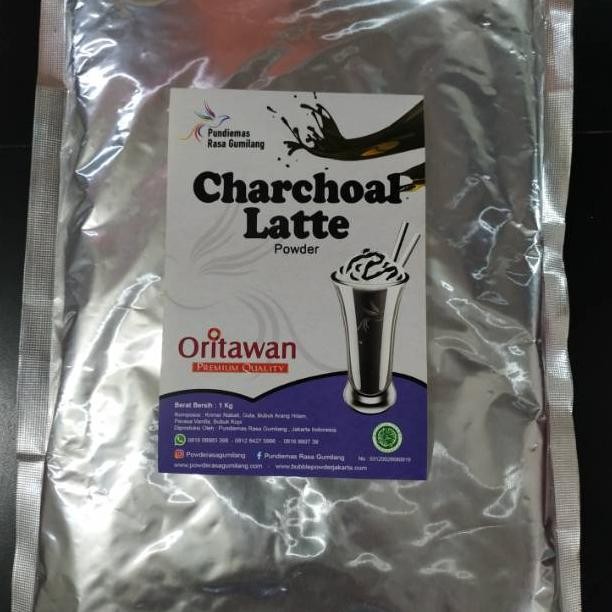 Pundiemas
Rasa Gumilang
Charchoal
Latte
Powder
Oritawan
PREMIUM QUALITY
Berat Bersih : 1 Kg
Komposisi : Krimer Nabati, Gula, Bubuk Arang Hitam,
Perasa Vanilla, Bubuk Kopi
Diproduksi Oleh : Pundiemas Rasa Gumilang , Jakarta Indonesia
Powderasagumilang
Pundiemas Rasa Gumilang
www.powderasagumilang.com - www.bubblepowderjakarta.com